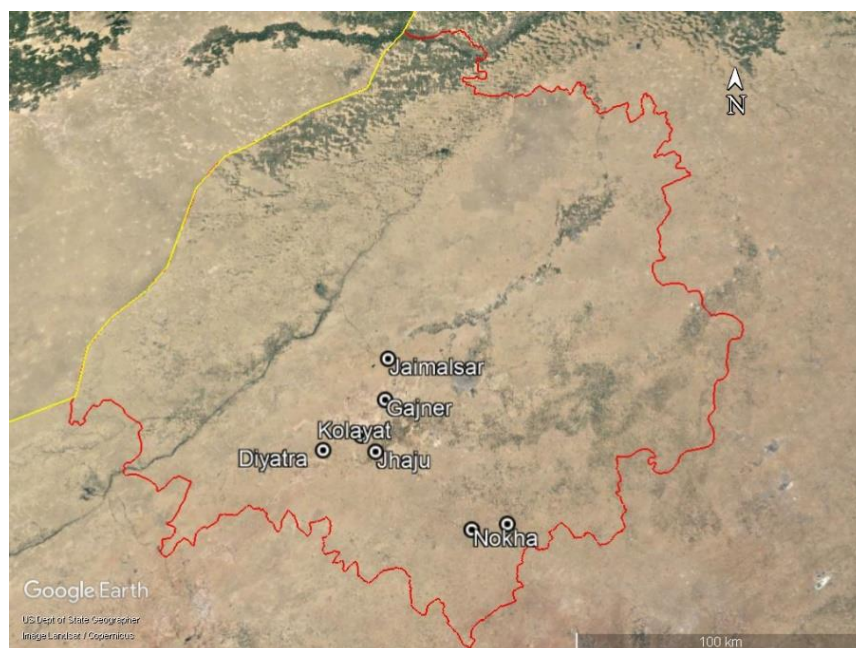 N
Jaimalsar
Gajner
Kolayat
Diyatra
Jhaju
Nokha
Google Earth
US Dept of State Geographer
Image Landsat / Copernicus
100 km